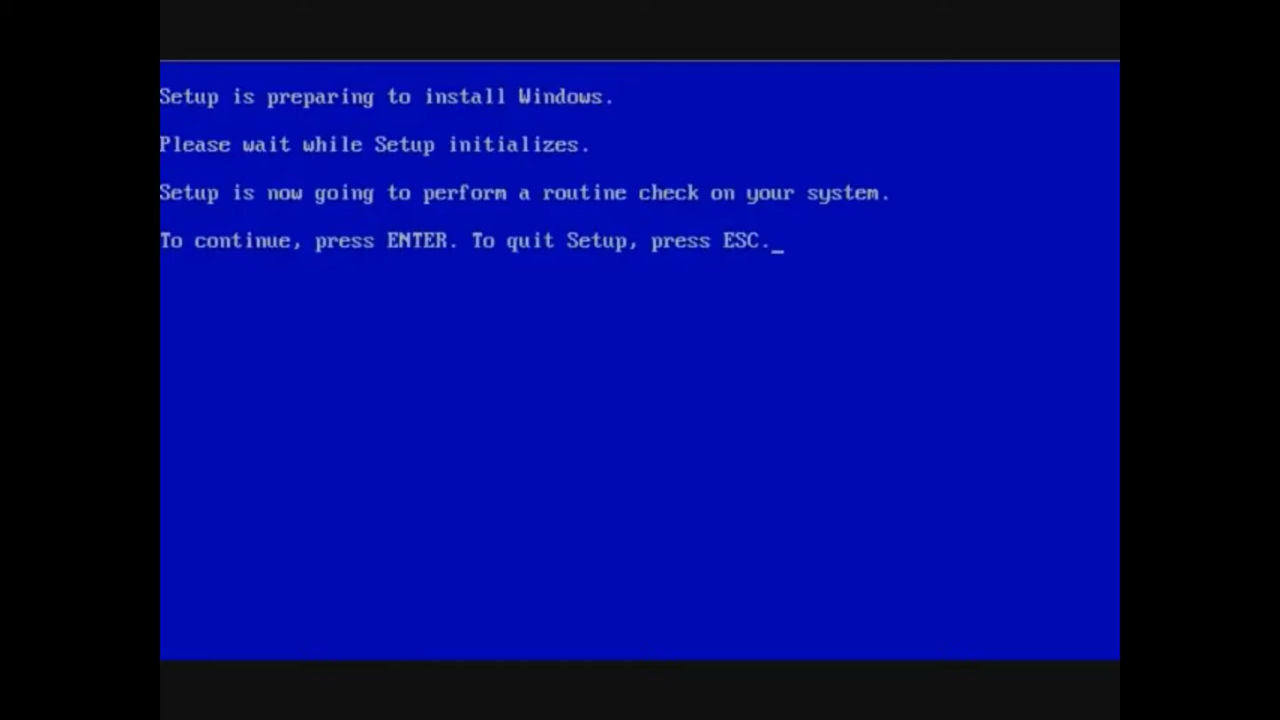 Setup is preparing to install Windows.
Please wait while Setup initializes.
Setup is now going to perform a routine check on your system.
To continue, press ENTER. To quit Setup, press ESC._